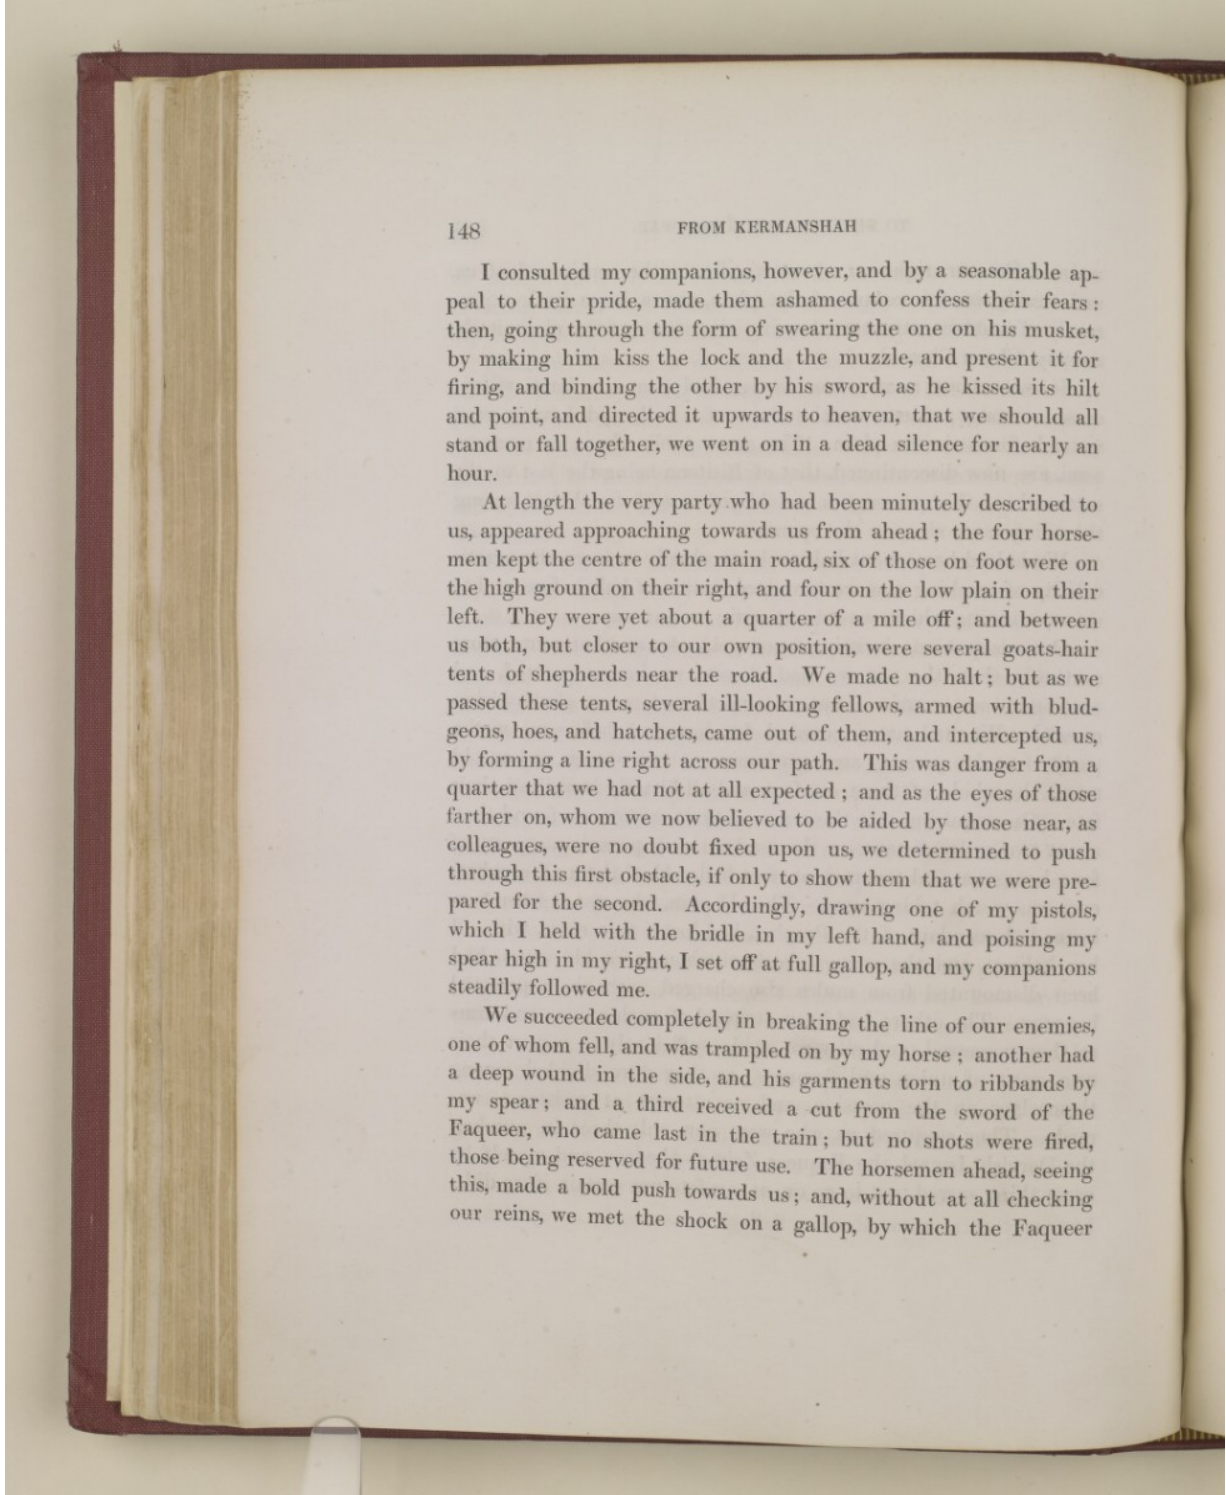 148
FROM KERMANSHAH
I consulted my companions, however, and by a seasonable ap-
peal to their pride, made them ashamed to confess their fears :
then, going through the form of swearing the one on his musket,
by making him kiss the lock and the muzzle, and present it for
firing, and binding the other by his sword, as he kissed its hilt
and point, and directed it upwards to heaven, that we should all
stand or fall together, we went on in a dead silence for nearly an
hour.
At length the very party who had been minutely described to
us, appeared approaching towards us from ahead ; the four horse-
men kept the centre of the main road, six of those on foot were on
the high ground on their right, and four on the low plain on their
left. They were yet about a quarter of a mile off ; and between
us both, but closer to our own position, were several goats-hair
tents of shepherds near the road. We made no halt ; but as we
passed these tents, several ill-looking fellows, armed with blud-
geons, hoes, and hatchets, came out of them, and intercepted us,
by forming a line right across our path. This was danger from a
quarter that we had not at all expected ; and as the eyes of those
farther on, whom we now believed to be aided by those near, as
colleagues, were no doubt fixed upon us, we determined to push
through this first obstacle, if only to show them that we were pre-
pared for the second. Accordingly, drawing one of my pistols,
which I held with the bridle in my left hand, and poising my
spear high in my right, I set off at full gallop, and my companions
steadily followed me.
We succeeded completely in breaking the line of our enemies,
one of whom fell, and was trampled on by my horse ; another had
a deep wound in the side, and his garments torn to ribbands by
my spear ; and a third received a cut from the sword of the
Faqueer, who came last in the train ; but no shots were fired,
those being reserved for future use. The horsemen ahead, seeing
this, made a bold push towards us ; and, without at all checking
our reins, we met the shock on a gallop, by which the Faqueer